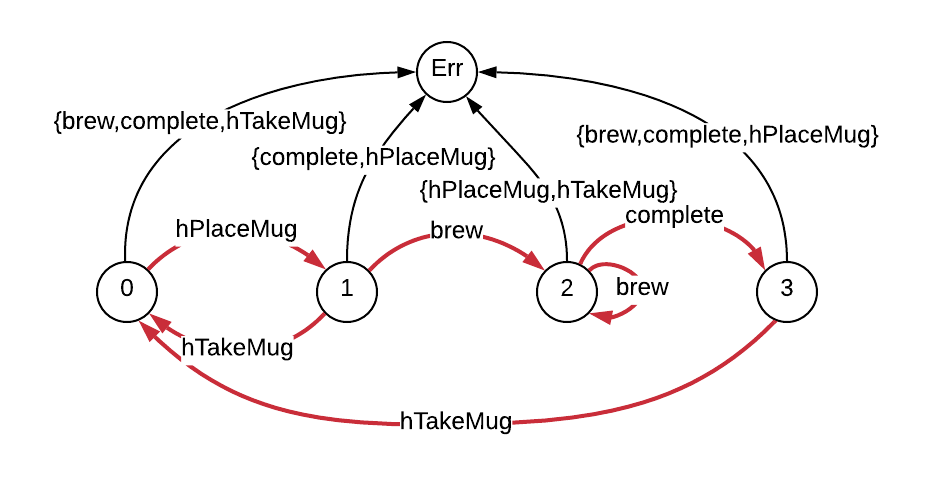 Err
{brew,complete,hTakeMug}
{brew,complete,hPlaceMug}
{complete,hPlaceMug}
{hPlaceMug,hTakeMug}
complete
hPlaceMug
brew
0
1
2
brew
3
hTakeMug
hTakeMug